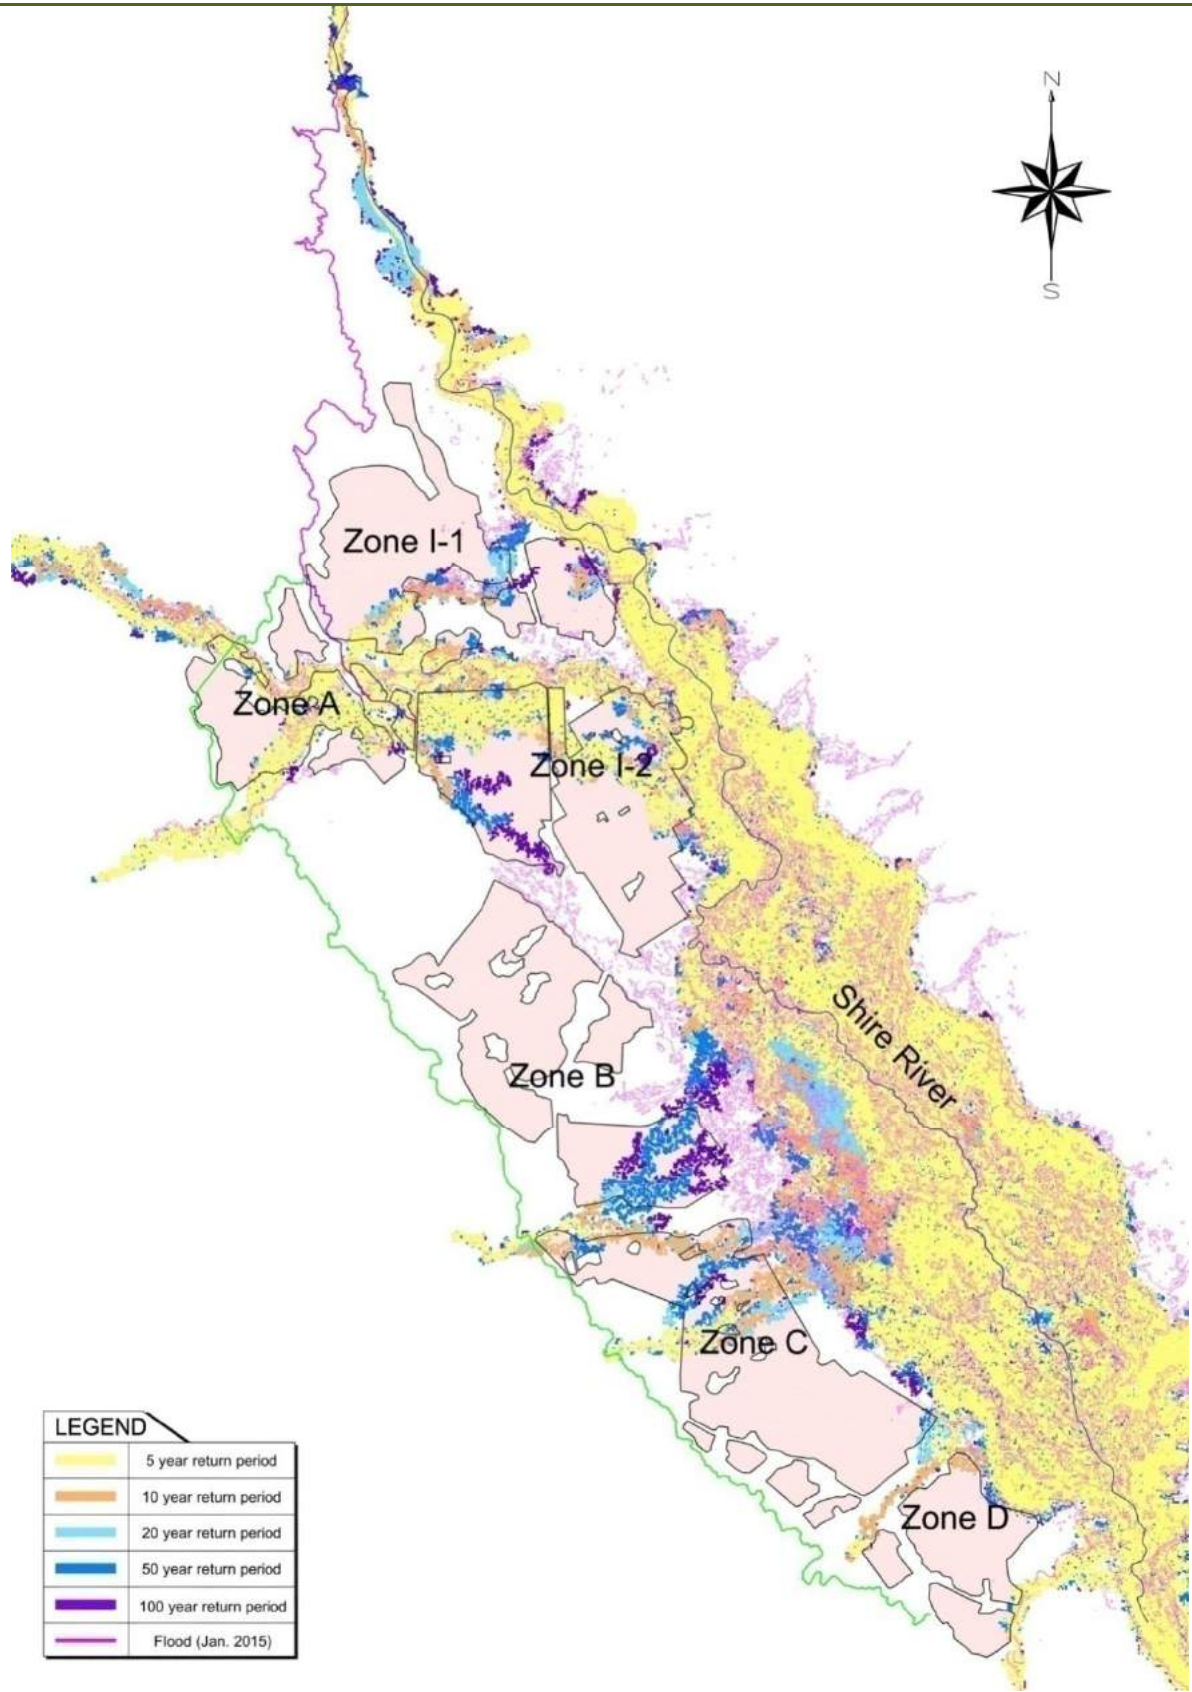 N
S
Zone I-1
Zone A
Zone I-2
Shire River
Zone B
Zone C
Zone D
LEGEND
5 year return period
10 year return period
20 year return period
50 year return period
100 year return period
Flood (Jan. 2015)